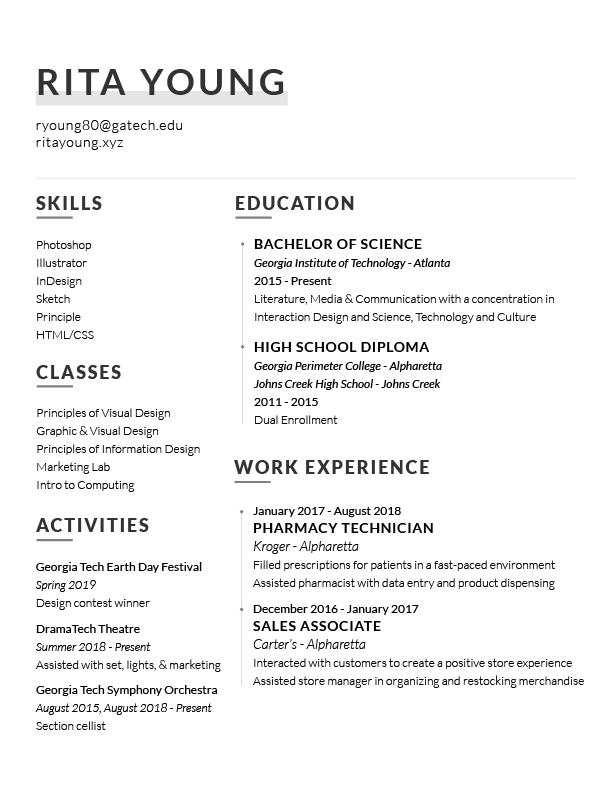 RITA YOUNG
ryoung80@gatech.edu
ritayoung.xyz
SKILLS
Photoshop
Illustrator
InDesign
Sketch
Principle
HTML/CSS
CLASSES
Principles of Visual Design
Graphic & Visual Design
Principles of Information Design
Marketing Lab
Intro to Computing
ACTIVITIES
Georgia Tech Earth Day Festival
Spring 2019
Design contest winner
DramaTech Theatre
Summer 2018 - Present
Assisted with set, lights, & marketing
Georgia Tech Symphony Orchestra
August 2015, August 2018 - Present
Section cellist
EDUCATION
BACHELOR OF SCIENCE
Georgia Institute of Technology - Atlanta
2015 - Present
Literature, Media & Communication with a concentration in
Interaction Design and Science, Technology and Culture
HIGH SCHOOL DIPLOMA
Georgia Perimeter College - Alpharetta
Johns Creek High School - Johns Creek
2011 - 2015
Dual Enrollment
WORK EXPERIENCE
January 2017 - August 2018
PHARMACY TECHNICIAN
Kroger - Alpharetta
Filled prescriptions for patients in a fast-paced environment
Assisted pharmacist with data entry and product dispensing
December 2016 - January 2017
SALES ASSOCIATE
Carter's - Alpharetta
Interacted with customers to create a positive store experience
Assisted store manager in organizing and restocking merchandise